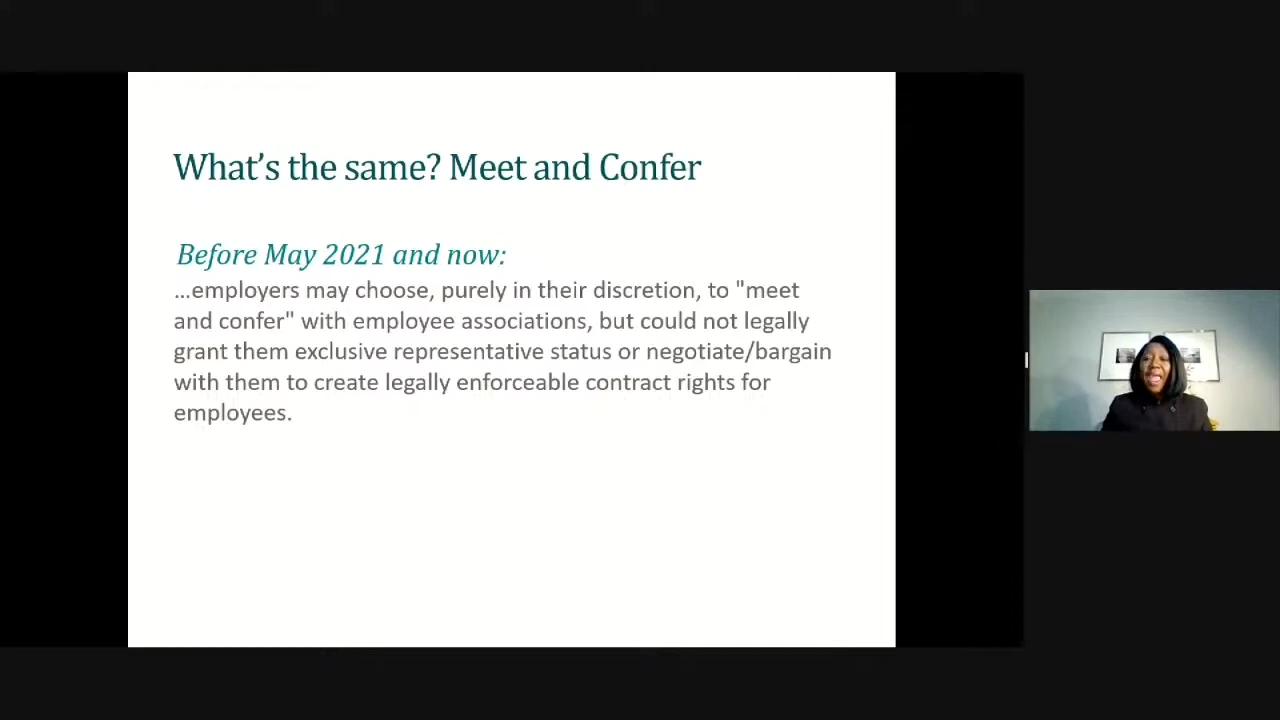 What's the same? Meet and Confer
Before May 2021 and now:
...employers may choose, purely in their discretion, to "meet
and confer" with employee associations, but could not legally
grant them exclusive representative status or negotiate/bargain
with them to create legally enforceable contract rights for
employees.